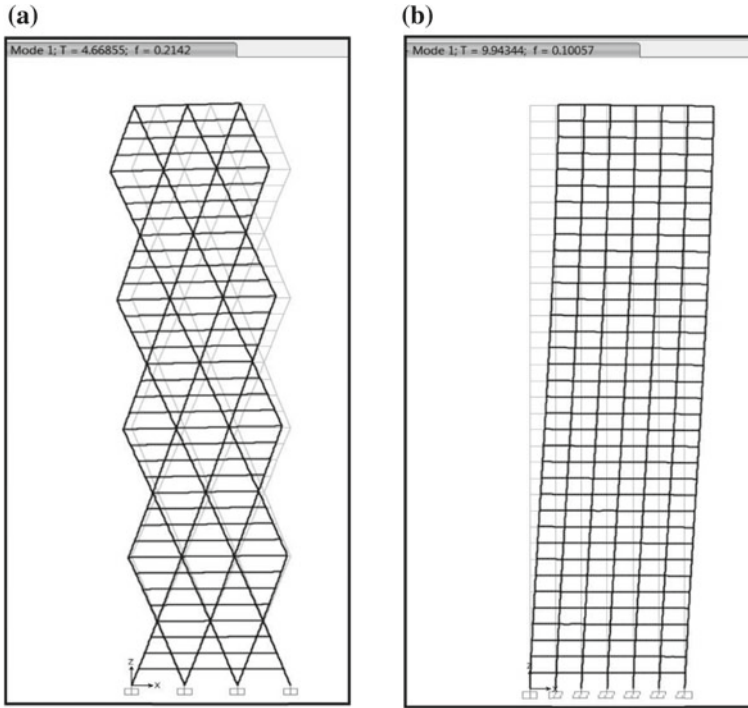 (a)
Mode 1; T = 4.66855; f = 0.2142
Z
X
(b)
Mode 1; T = 9.94344; f = 0.10057
Z